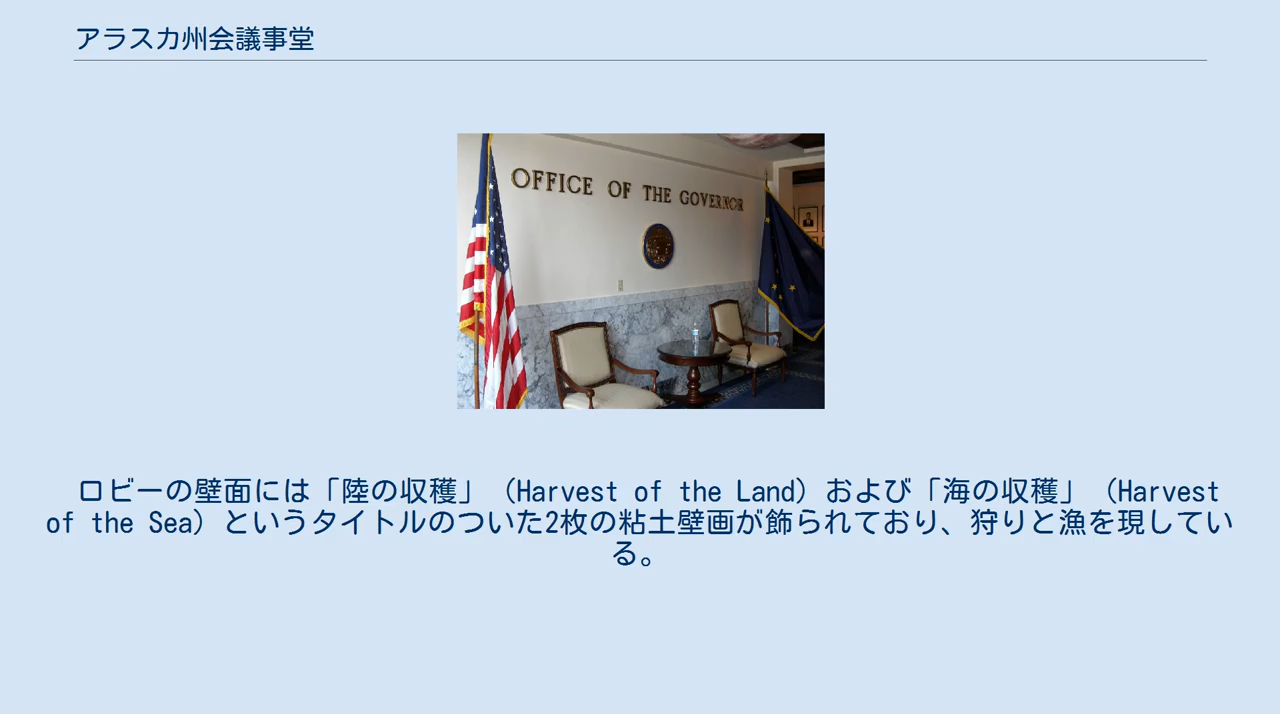 アラスカ州会議事堂
OFFICE OF THE GOVERNOR
ロビーの壁面には「陸の収穫」（Harvest of the Land）および「海の収穫」（Harvest
of the Sea）というタイトルのついた2枚の粘土壁画が飾られており、狩りと漁を現してい
る。